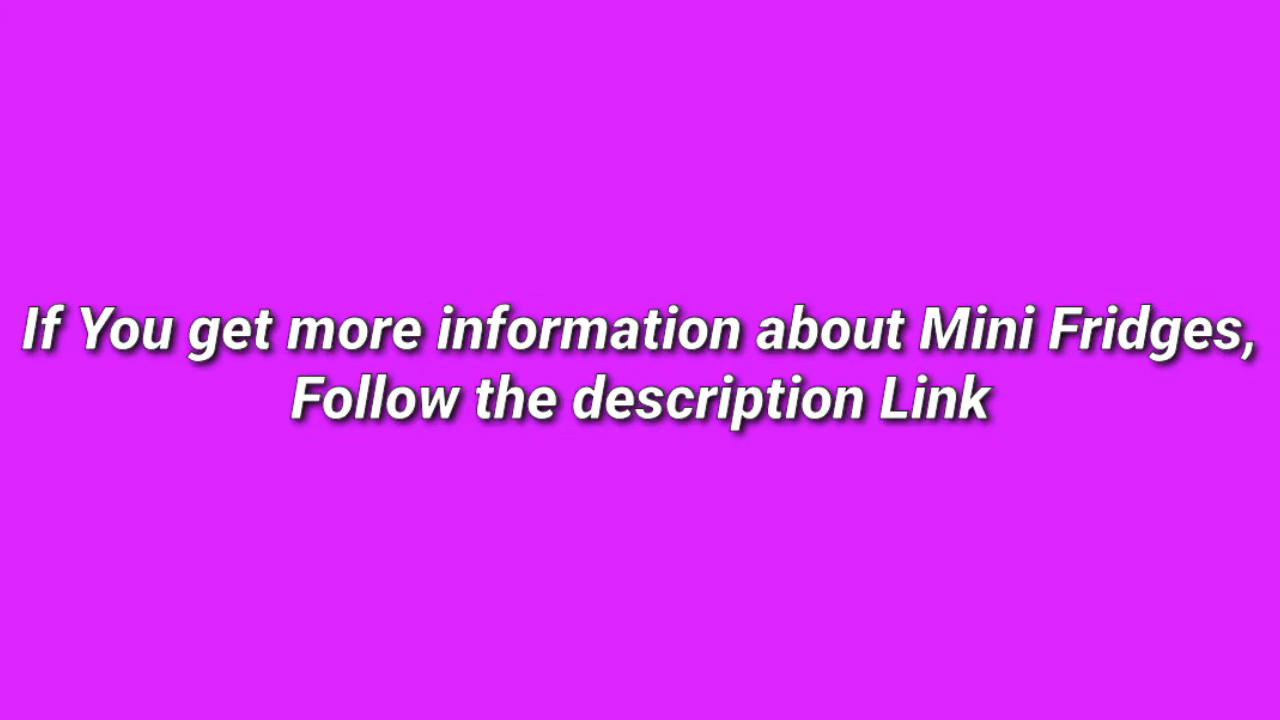 If You get more information about Mini Fridges,
Follow the description Link